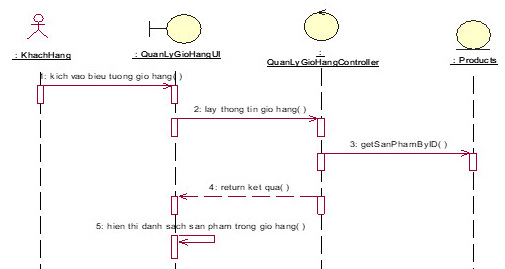 : KhachHang
: QuanLyGioHangUI
:
QuanLyGioHangController
: Products
1: kich vao bieu tuong gio hang( )
2: lay thong tin gio hang( )
3: getSanPhamByID( )
4: return ket qua( )
5: hien thi danh sach san pham trong gio hang( )